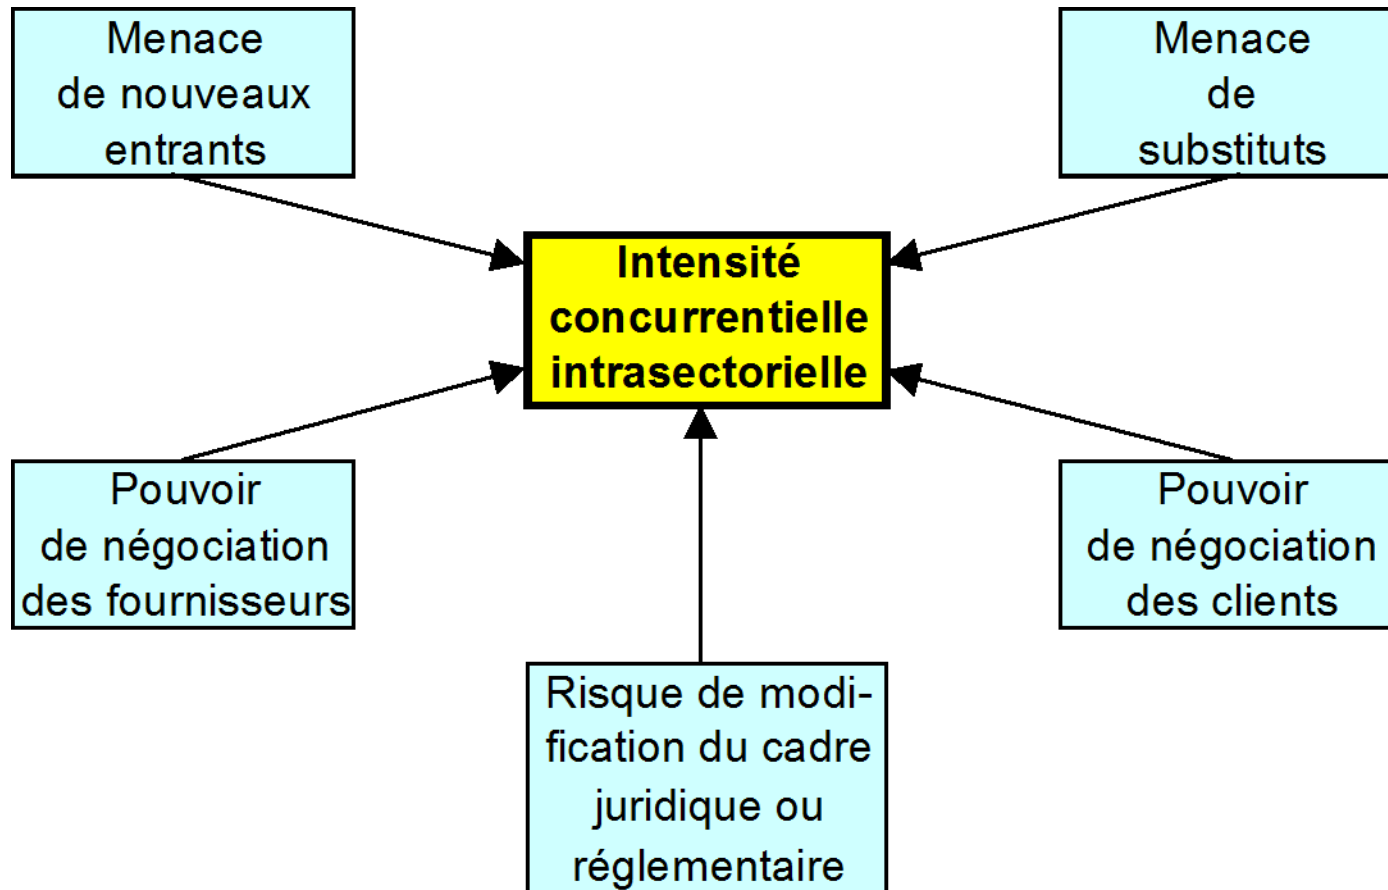 Menace
de nouveaux
entrants
Menace
de
substituts
Intensité
concurrentielle
intrasectorielle
Pouvoir
de négociation
des fournisseurs
Pouvoir
de négociation
des clients
Risque de modi-
fication du cadre
juridique ou
réglementaire